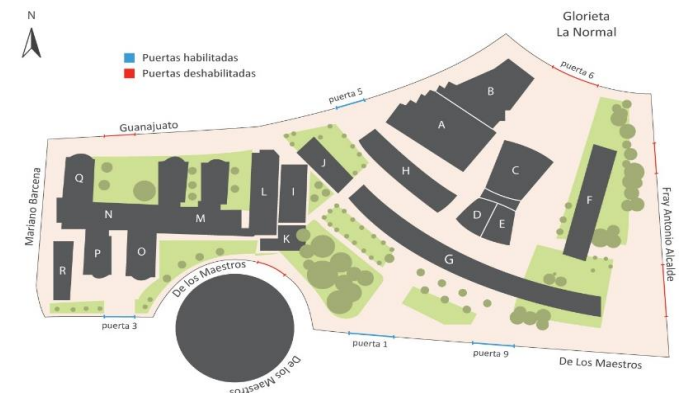 N
Glorieta
La Normal
Puertas habilitadas
Puertas deshabilitadas
puerta 6
puerta 5
Guanajuato
B
A
C
J
H
Q
L
I
F
D
E
N
M
K
G
O
P
R
Mariano Barcena
Fray Antonio Alcalde
De los Maestros
puerta 3
puerta 1
puerta 9
De Los Maestros
De los Maestros